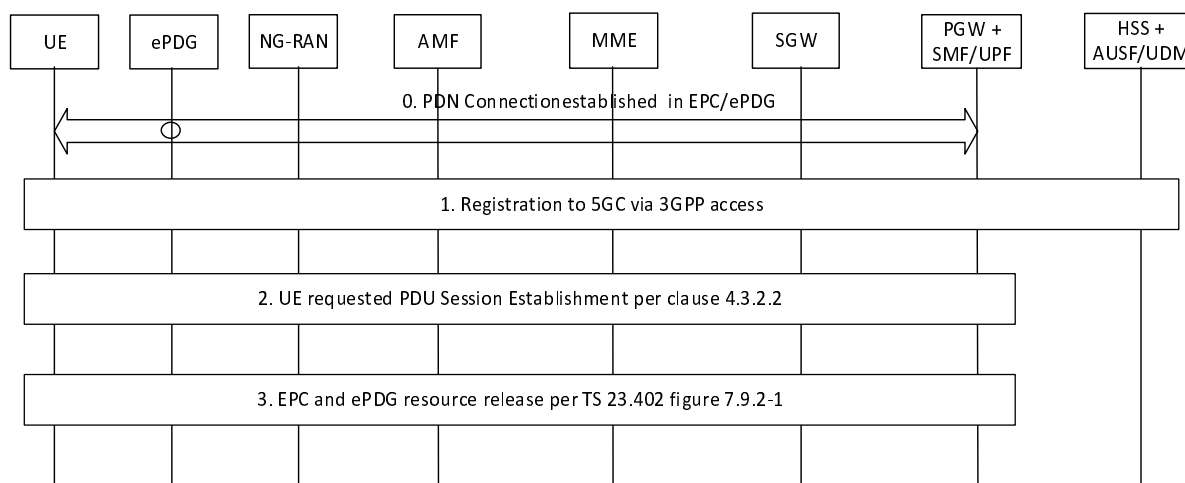 UE
ePDG
NG-RAN
AMF
MME
SGW
PGW +
SMF/UPF
HSS +
AUSF/UDM
0. PDN Connectionestablished in EPC/ePDG
1. Registration to 5GC via 3GPP access
2. UE requested PDU Session Establishment per clause 4.3.2.2
3. EPC and ePDG resource release per TS 23.402 figure 7.9.2-1